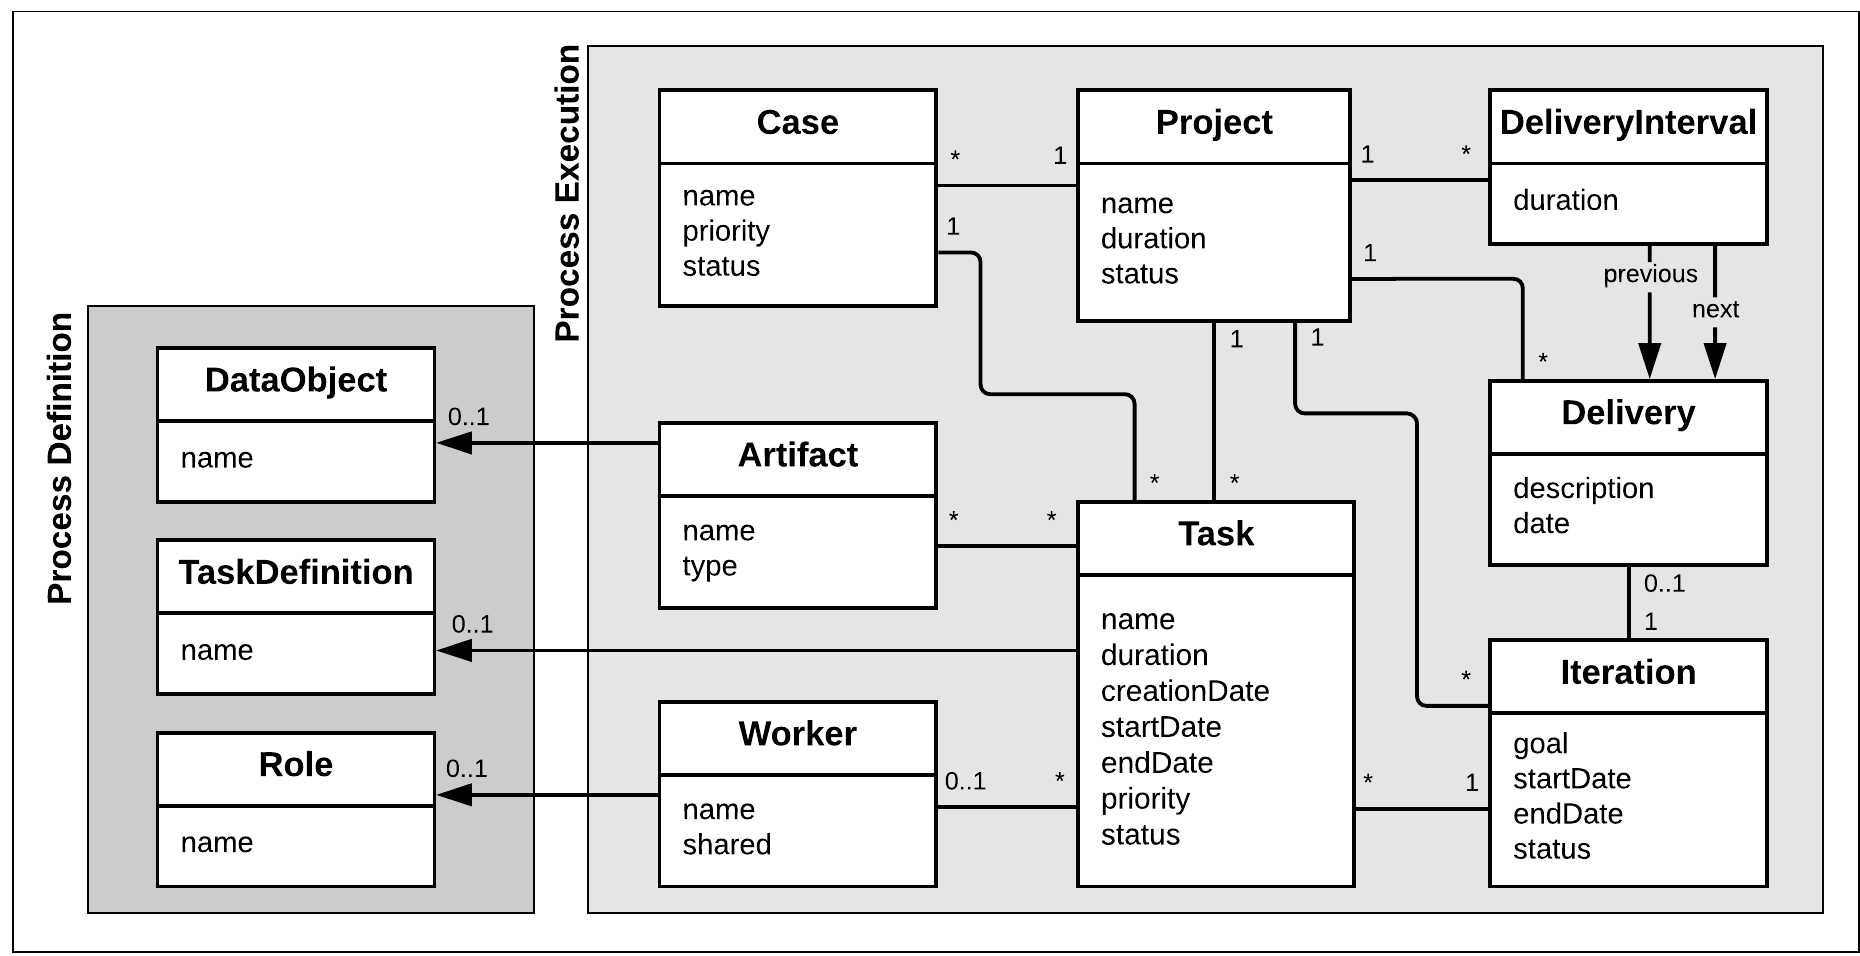 Process Definition
DataObject
name
0..1
TaskDefinition
name
0..1
Role
name
0..1
Process Execution
Case
name
priority
status
*
1
1
*
Project
name
duration
status
1
*
1
*
1
*
1
*
DeliveryInterval
duration
previous
next
Delivery
description
date
0..1
1
Artifact
name
type
*
*
Task
name
duration
creationDate
startDate
endDate
priority
status
Worker
name
shared
0..1
*
*
1
Iteration
goal
startDate
endDate
status